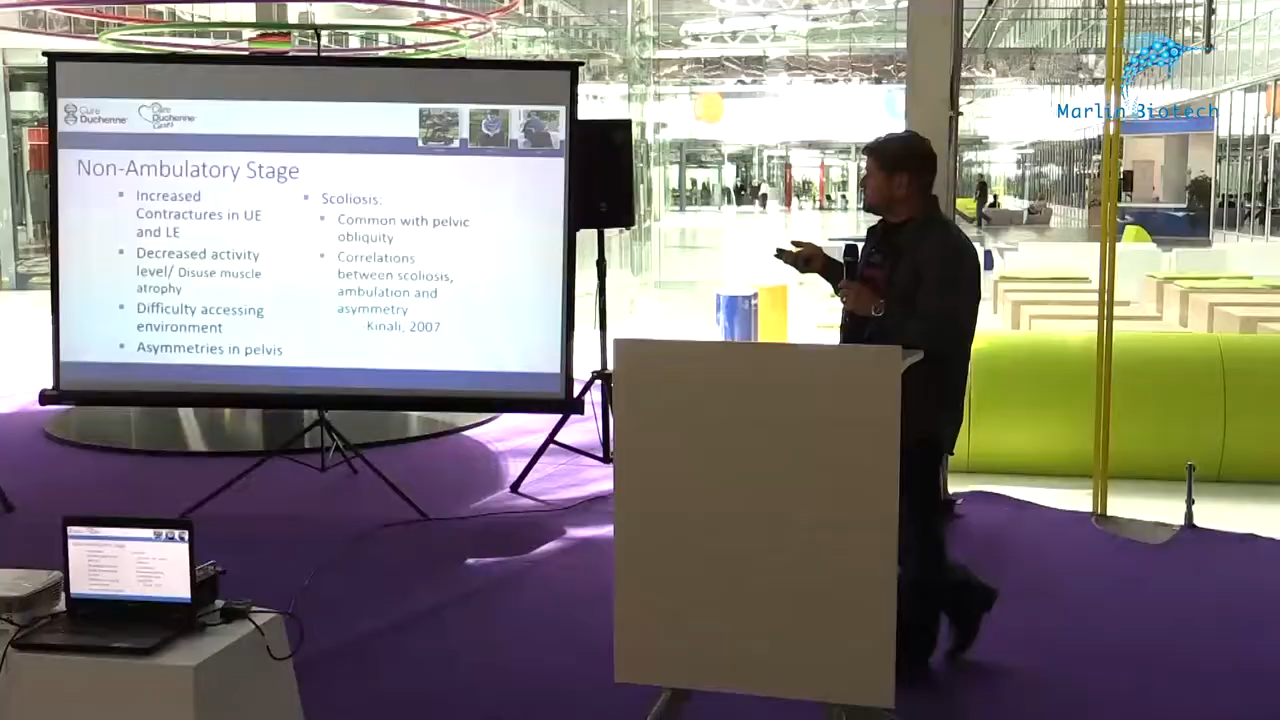 Marlin Biotech
Cure
Duchenne
Cure
Duchenne
Cares
Non-Ambulatory Stage
Increased
Contractures in UE
and LE
Decreased activity
level/ Disuse muscle
atrophy
Difficulty accessing
environment
Asymmetries in pelvis
Scoliosis:
Common with pelvic
obliquity
Correlations
between scoliosis,
ambulation and
asymmetry
Kinali, 2007